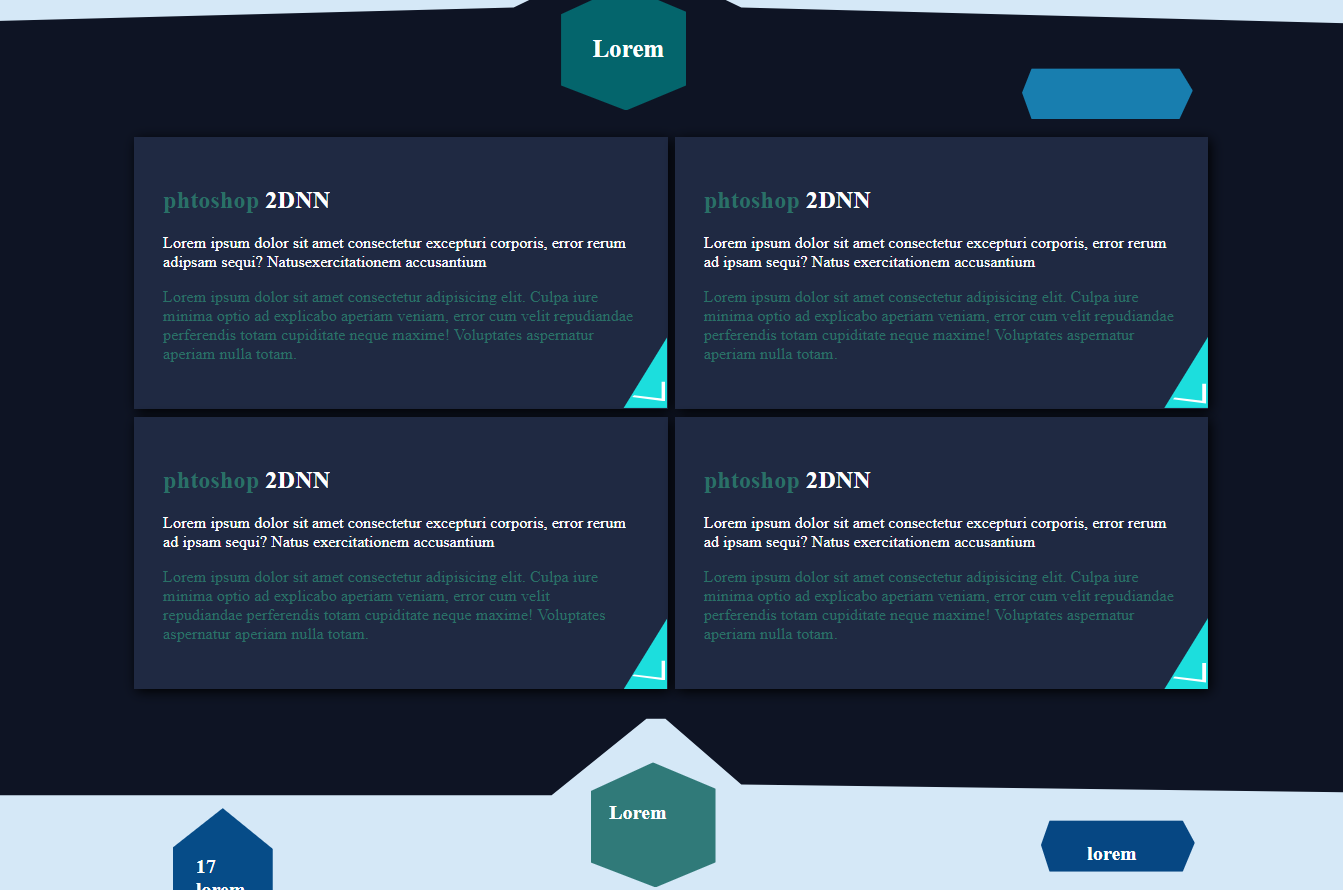 Lorem
phtoshop 2DNN
Lorem ipsum dolor sit amet consectetur excepturi corporis, error rerum
adipsam sequi? Natusexercitationem accusantium
Lorem ipsum dolor sit amet consectetur adipisicing elit. Culpa iure
minima optio ad explicabo aperiam veniam, error cum velit repudiandae
perferendis totam cupiditate neque maxime! Voluptates aspernatur
aperiam nulla totam.
phtoshop 2DNN
Lorem ipsum dolor sit amet consectetur excepturi corporis, error rerum
ad ipsam sequi? Natus exercitationem accusantium
Lorem ipsum dolor sit amet consectetur adipisicing elit. Culpa iure
minima optio ad explicabo aperiam veniam, error cum velit repudiandae
perferendis totam cupiditate neque maxime! Voluptates aspernatur
aperiam nulla totam.
phtoshop 2DNN
Lorem ipsum dolor sit amet consectetur excepturi corporis, error rerum
ad ipsam sequi? Natus exercitationem accusantium
Lorem ipsum dolor sit amet consectetur adipisicing elit. Culpa iure
minima optio ad explicabo aperiam veniam, error cum velit
repudiandae perferendis totam cupiditate neque maxime! Voluptates
aspernatur aperiam nulla totam.
phtoshop 2DNN
Lorem ipsum dolor sit amet consectetur excepturi corporis, error rerum
ad ipsam sequi? Natus exercitationem accusantium
Lorem ipsum dolor sit amet consectetur adipisicing elit. Culpa iure
minima optio ad explicabo aperiam veniam, error cum velit repudiandae
perferendis totam cupiditate neque maxime! Voluptates aspernatur
aperiam nulla totam.
Lorem
17
lorem
lorem